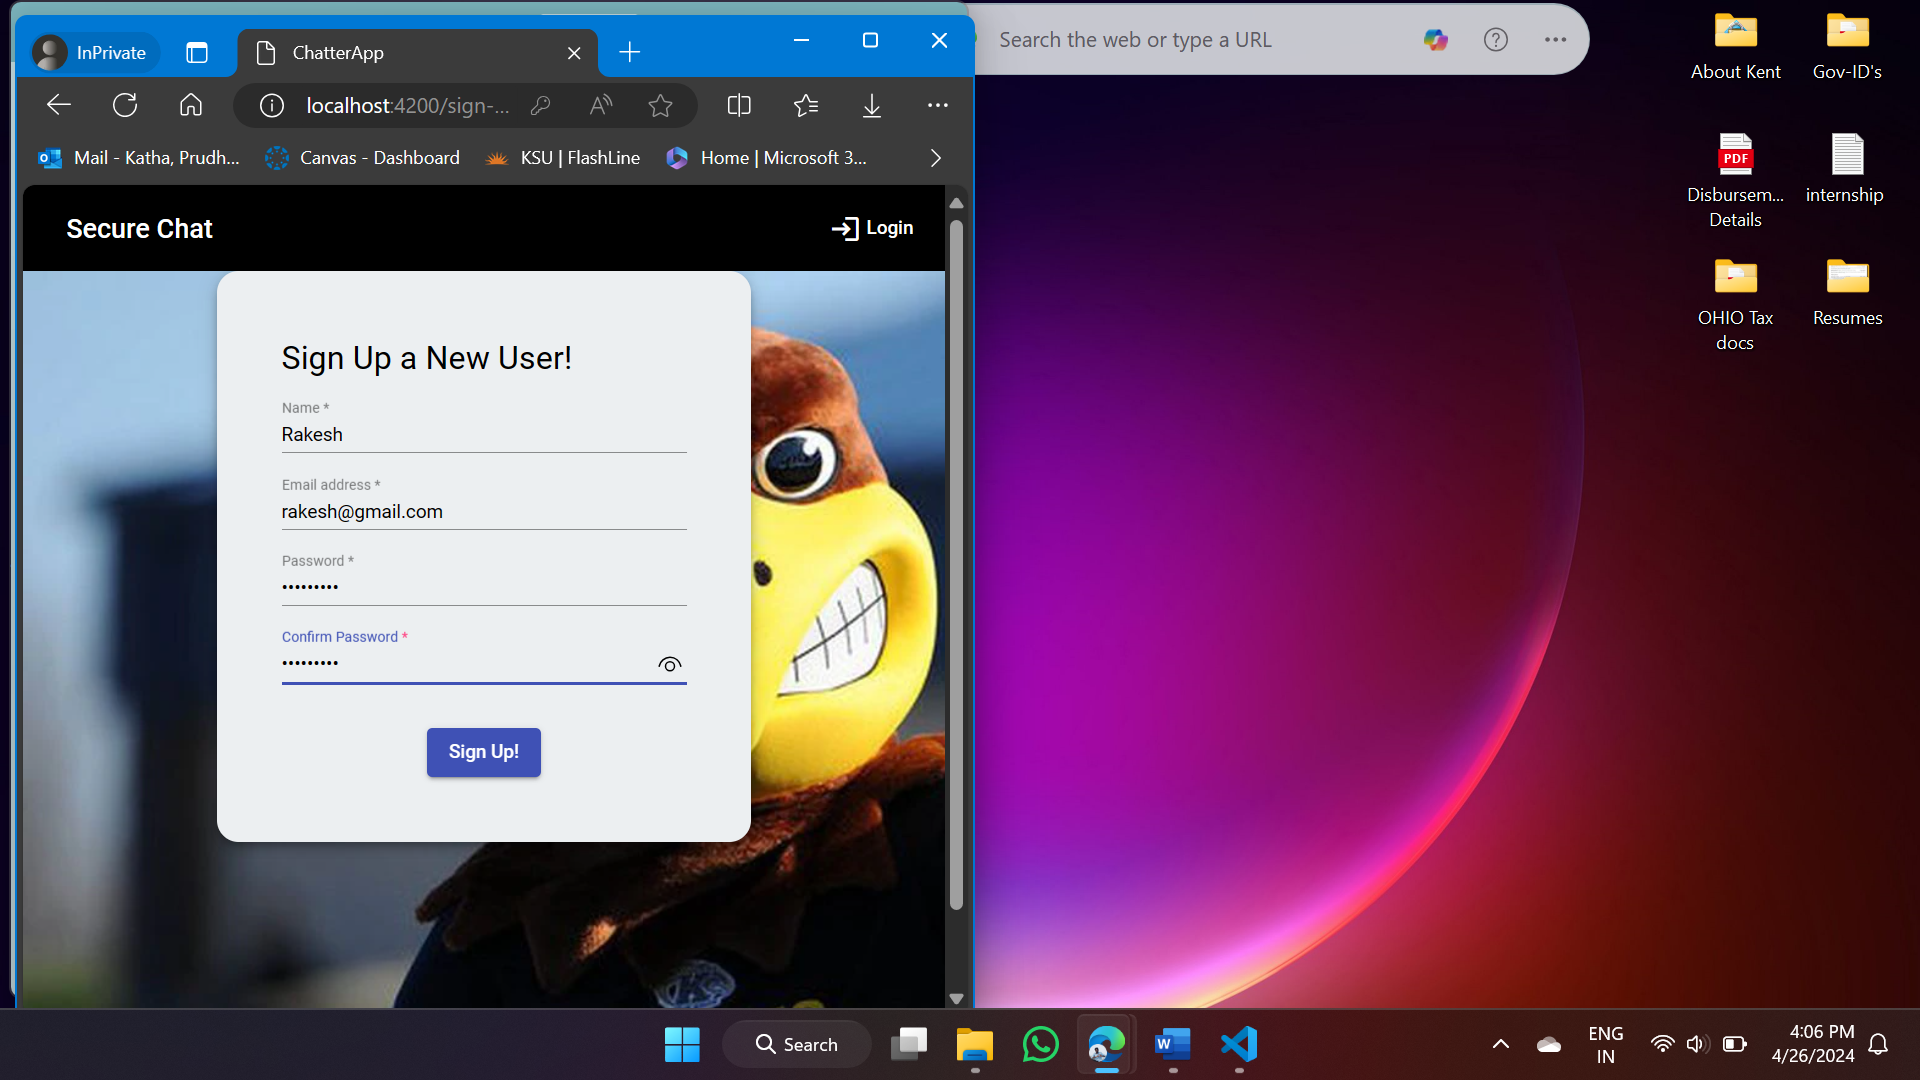 InPrivate
ChatterApp
Search the web or type a URL
localhost:4200/sign-...
Mail - Katha, Prudh...
Canvas - Dashboard
KSU | FlashLine
Home | Microsoft 3...
Secure Chat
Login
Sign Up a New User!
Name *
Rakesh
Email address *
rakesh@gmail.com
Password *
•••••••••
Confirm Password *
•••••••••
Sign Up!
About Kent
Gov-ID's
PDF
Disbursem...
Details
internship
OHIO Tax
docs
Resumes
Search
W
ENG
IN
4:06 PM
4/26/2024